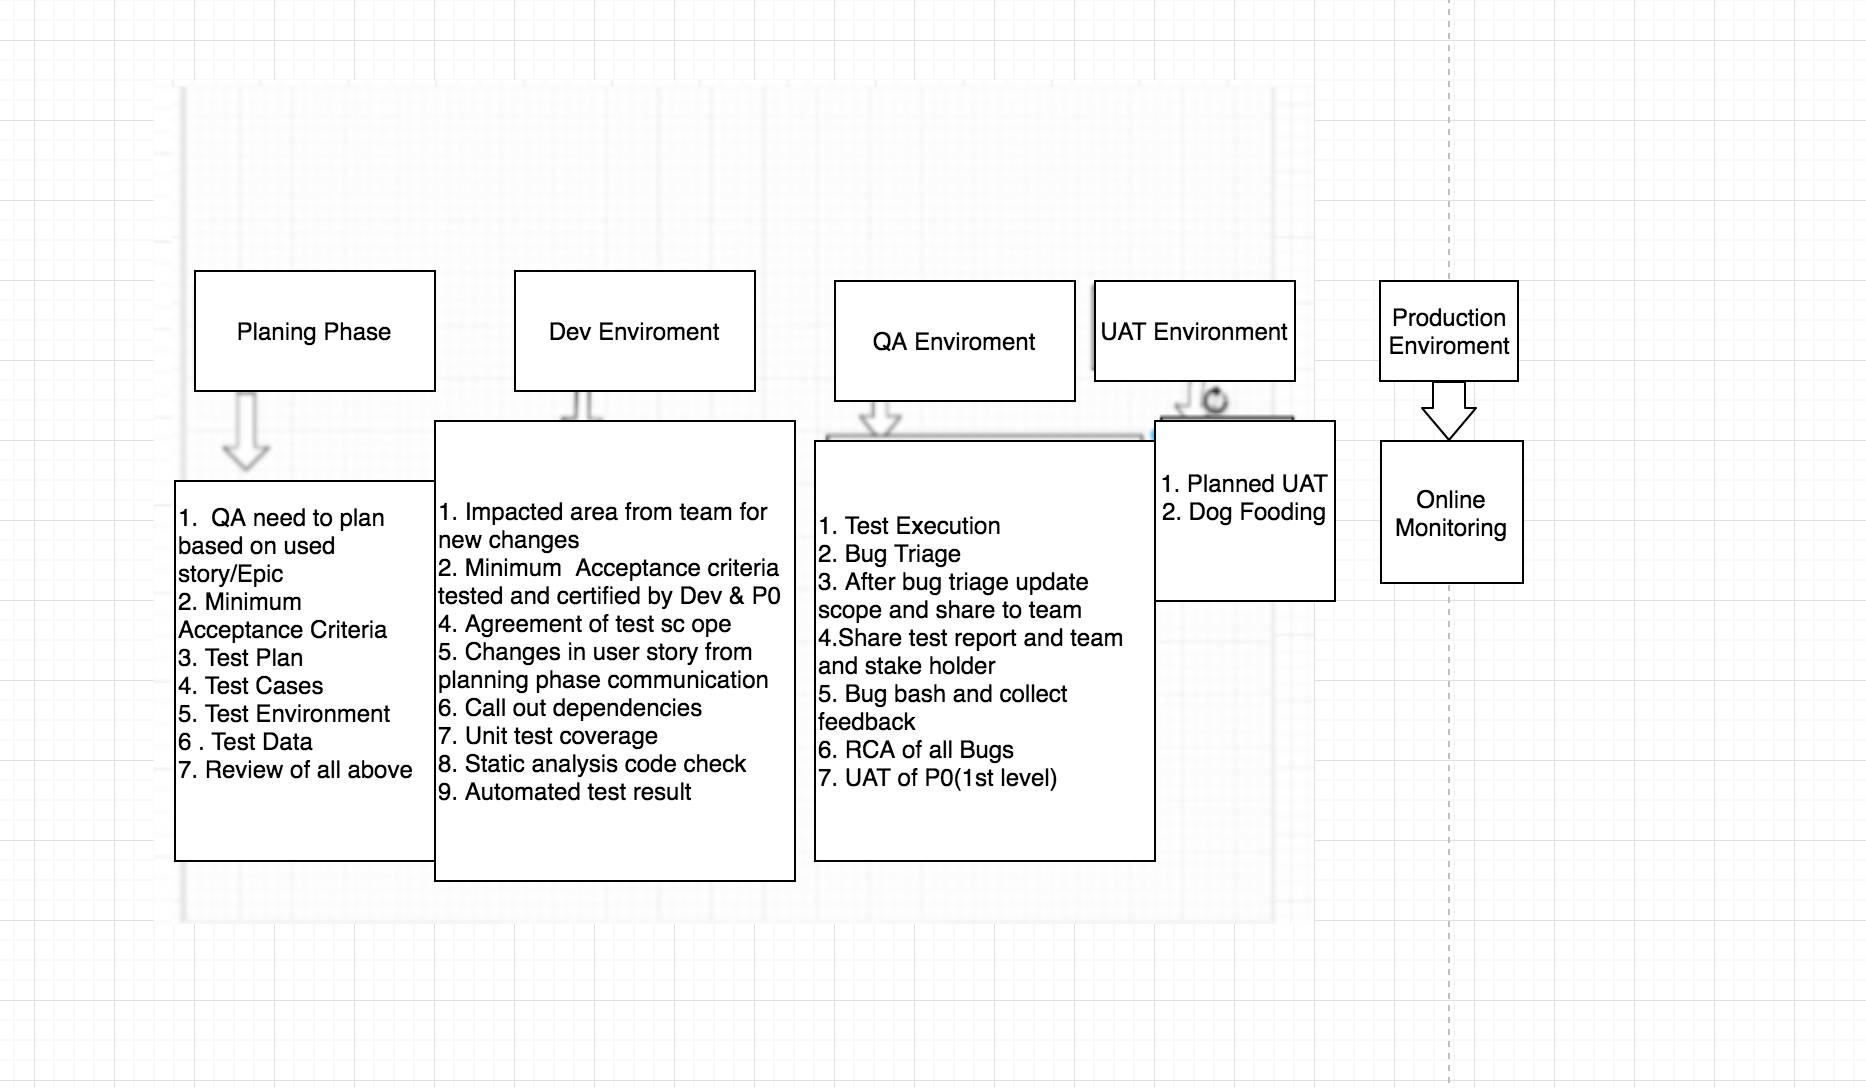 Planing Phase
Dev Enviroment
QA Enviroment
UAT Environment
Production
Enviroment
1.  QA need to plan
based on used
story/Epic
2. Minimum
Acceptance Criteria
3. Test Plan
4. Test Cases
5. Test Environment
6 . Test Data
7. Review of all above
1. Impacted area from team for
new changes
2. Minimum  Acceptance criteria
tested and certified by Dev & P0
4. Agreement of test sc ope
5. Changes in user story from
planning phase communication
6. Call out dependencies
7. Unit test coverage
8. Static analysis code check
9. Automated test result
1. Test Execution
2. Bug Triage
3. After bug triage update
scope and share to team
4.Share test report and team
and stake holder
5. Bug bash and collect
feedback
6. RCA of all Bugs
7. UAT of P0(1st level)
1. Planned UAT
2. Dog Fooding
Online
Monitoring